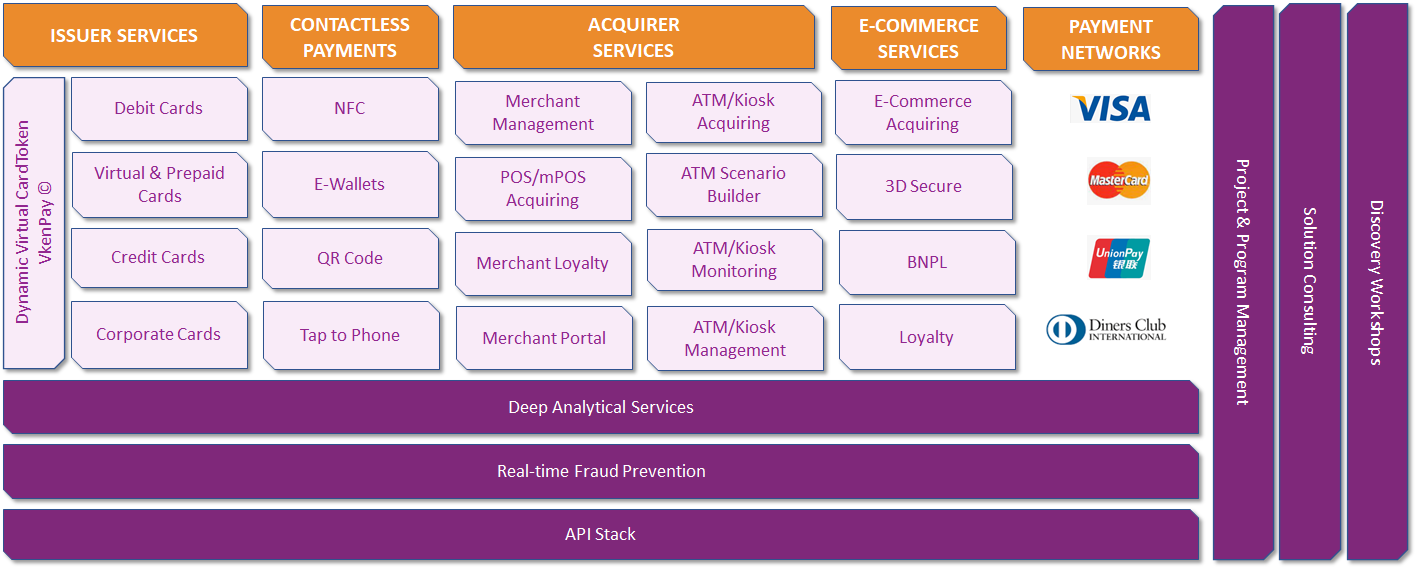 ISSUER SERVICES
CONTACTLESS
PAYMENTS
ACQUIRER
SERVICES
E-COMMERCE
SERVICES
PAYMENT
NETWORKS
Dynamic Virtual CardToken
VkenPay ©
Debit Cards
Virtual & Prepaid
Cards
Credit Cards
Corporate Cards
NFC
E-Wallets
QR Code
Tap to Phone
Merchant
Management
POS/mPOS
Acquiring
Merchant Loyalty
Merchant Portal
ATM/Kiosk
Acquiring
ATM Scenario
Builder
ATM/Kiosk
Monitoring
ATM/Kiosk
Management
E-Commerce
Acquiring
3D Secure
BNPL
Loyalty
VISA
MasterCard
UnionPay
银联
Diners Club
INTERNATIONAL
Project & Program Management
Solution Consulting
Discovery Workshops
Deep Analytical Services
Real-time Fraud Prevention
API Stack